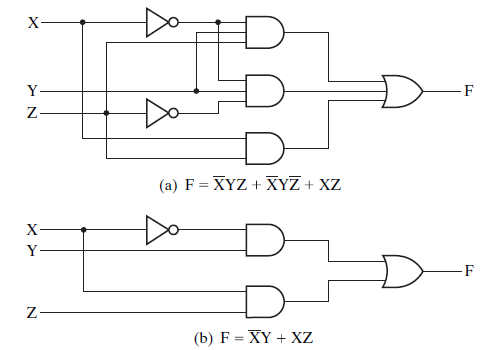 X
Y
Z
F
(a) F = X̅YZ + X̅YZ̅ + XZ
X
Y
Z
F
(b) F = X̅Y + XZ